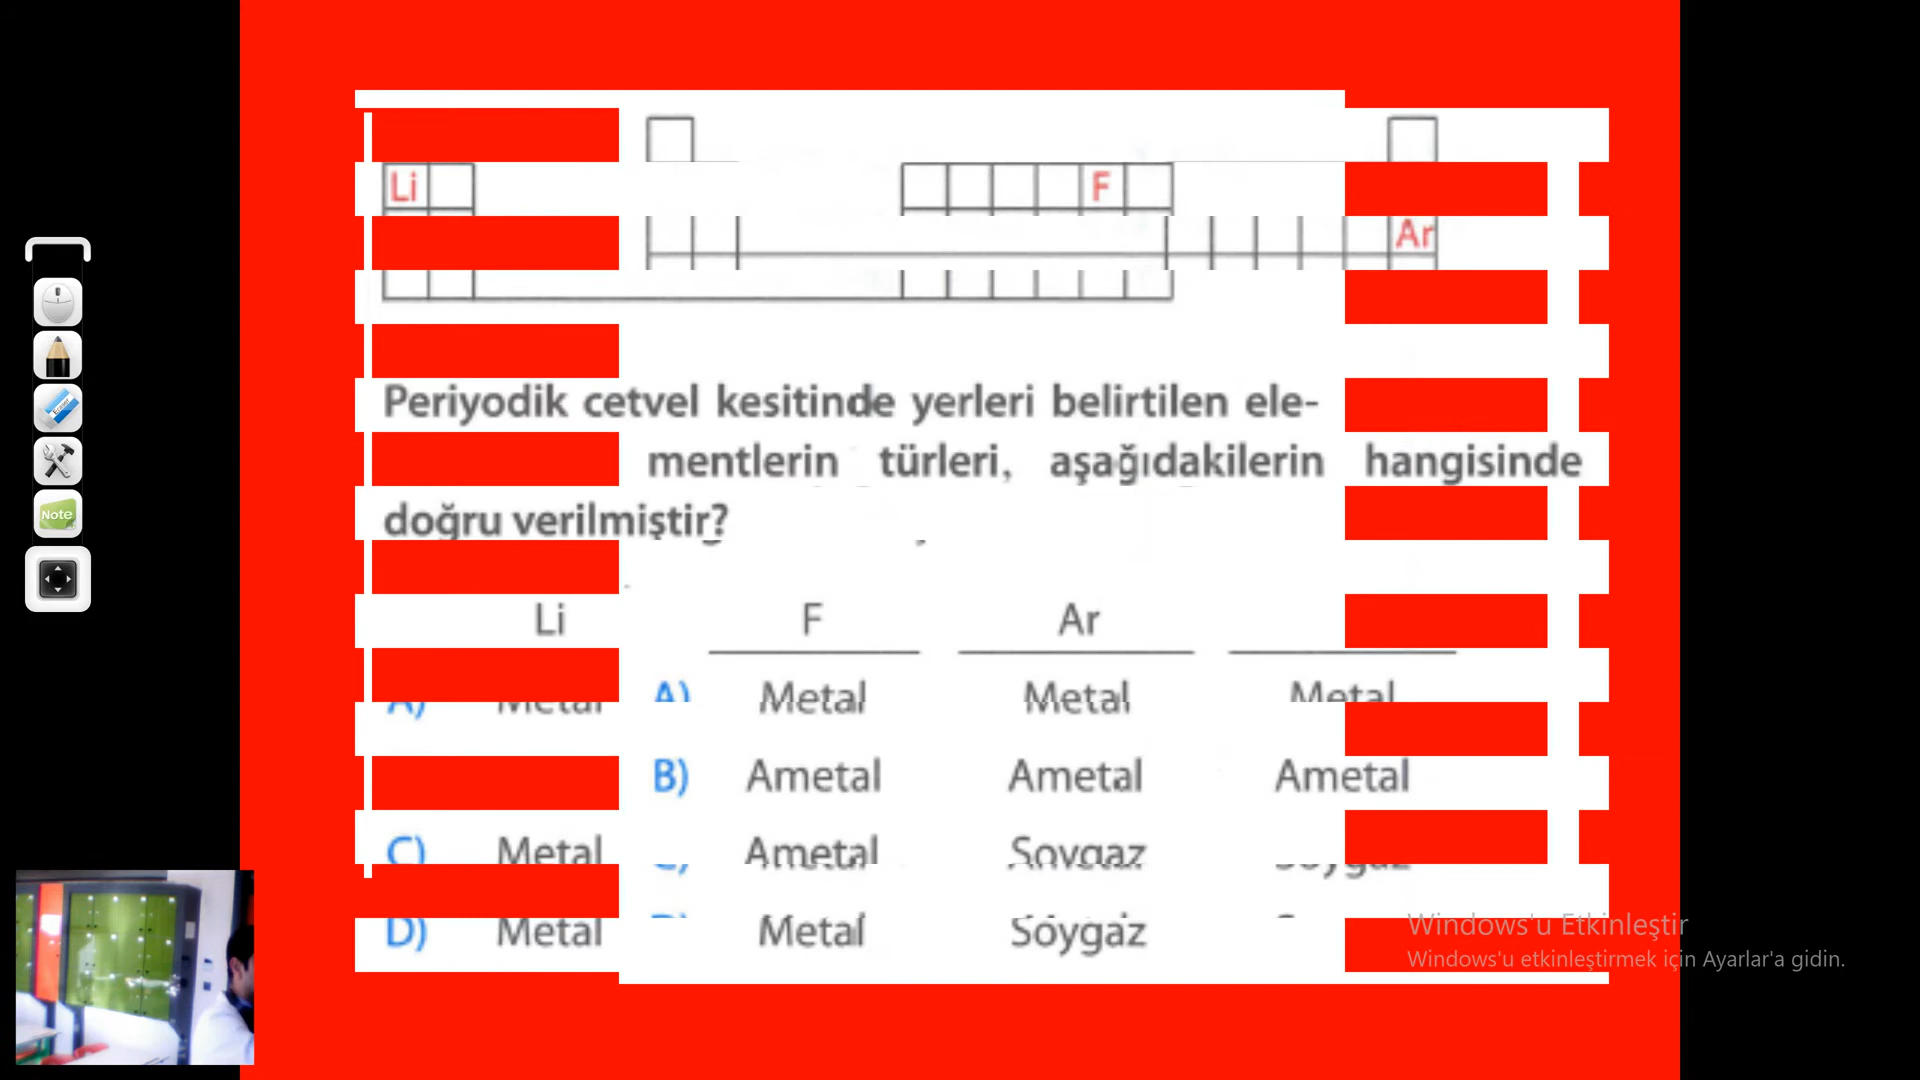 Li F
Ar
Periyodik cetvel kesitinde yerleri belirtilen ele-
mentlerin türleri, aşağıdakilerin hangisinde
doğru verilmiştir?
Li F Ar
A) Metal Metal Metal
B) Ametal Ametal Ametal
C) Metal Ametal Soygaz
D) Metal Metal Soygaz
Note
Windows'u Etkinleştir
Windows'u etkinleştirmek için Ayarlar'a gidin.